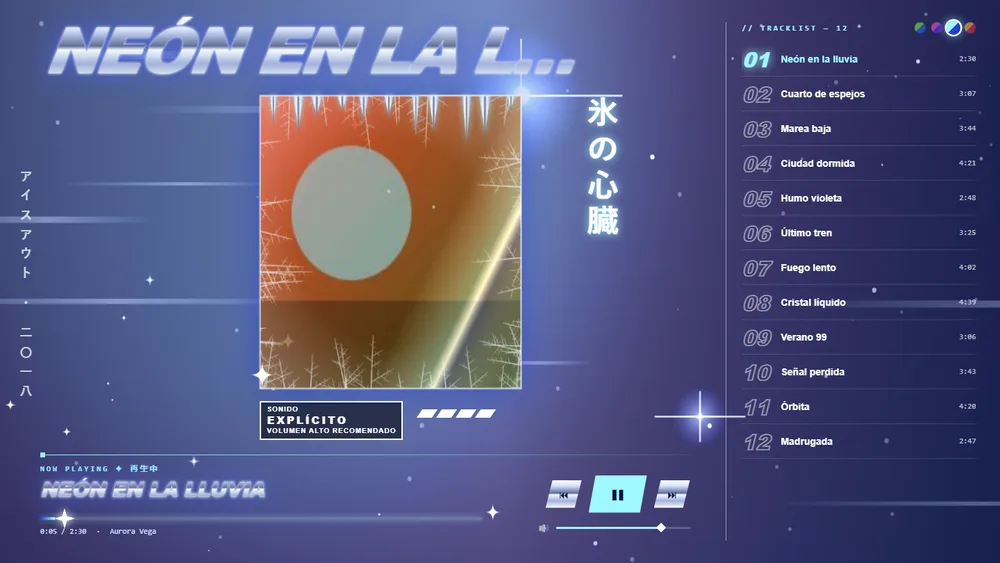 NEÓN EN LA L...
氷の心臓
アイスアウト・二〇一八
SONIDO
EXPLÍCITO
VOLUMEN ALTO RECOMENDADO
NOW PLAYING ✦ 再生中
NEÓN EN LA LLUVIA
0:05 / 2:30 - Aurora Vega
// TRACKLIST — 12
01 Neón en la lluvia 2:30
02 Cuarto de espejos 3:07
03 Marea baja 3:44
04 Ciudad dormida 4:21
05 Humo violeta 2:48
06 Último tren 3:25
07 Fuego lento 4:02
08 Cristal líquido 4:39
09 Verano 99 3:06
10 Señal perdida 3:43
11 Órbita 4:20
12 Madrugada 2:47